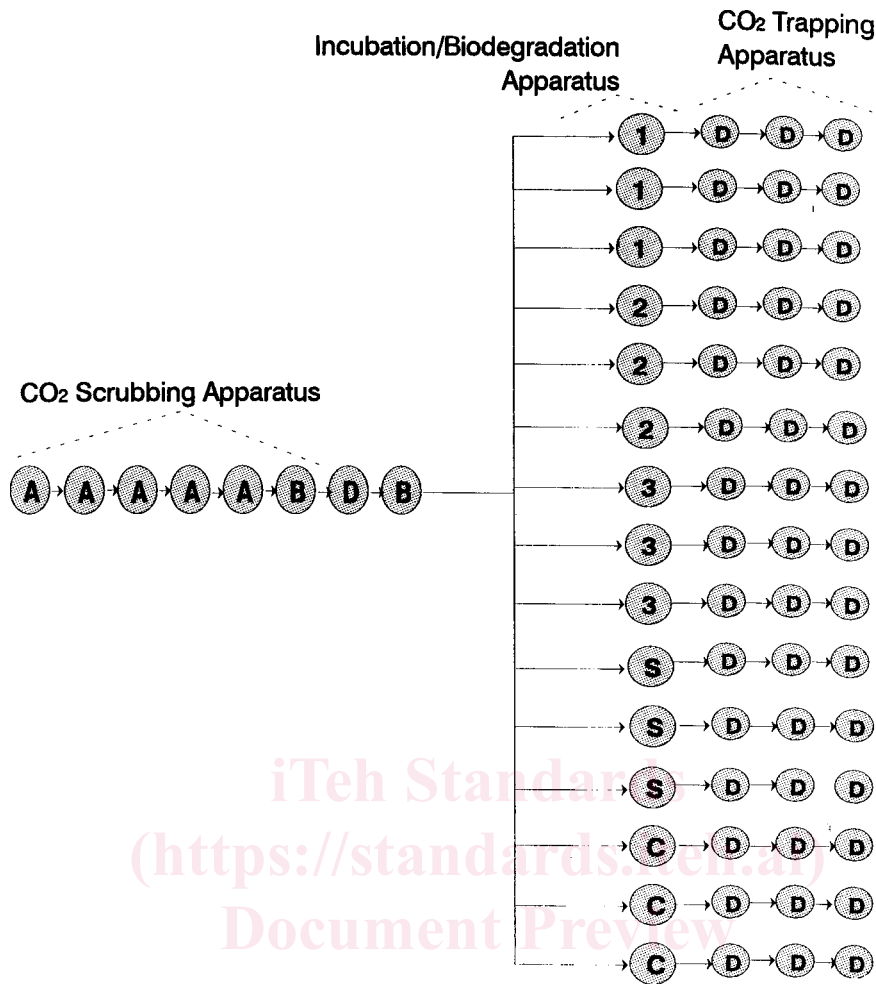 CO2 Trapping
Apparatus
Incubation/Biodegradation
Apparatus
1 D D D
1 D D D
1 D D D
2 D D D
2 D D D
CO2 Scrubbing Apparatus
2 D D D
A A A A A B D B
3 D D D
3 D D D
3 D D D
S D D D
S D D D
S D D D
C D D D
C D D D
C D D D
iTeh Standards
(https://standards.iteh.ai)
Document Preview